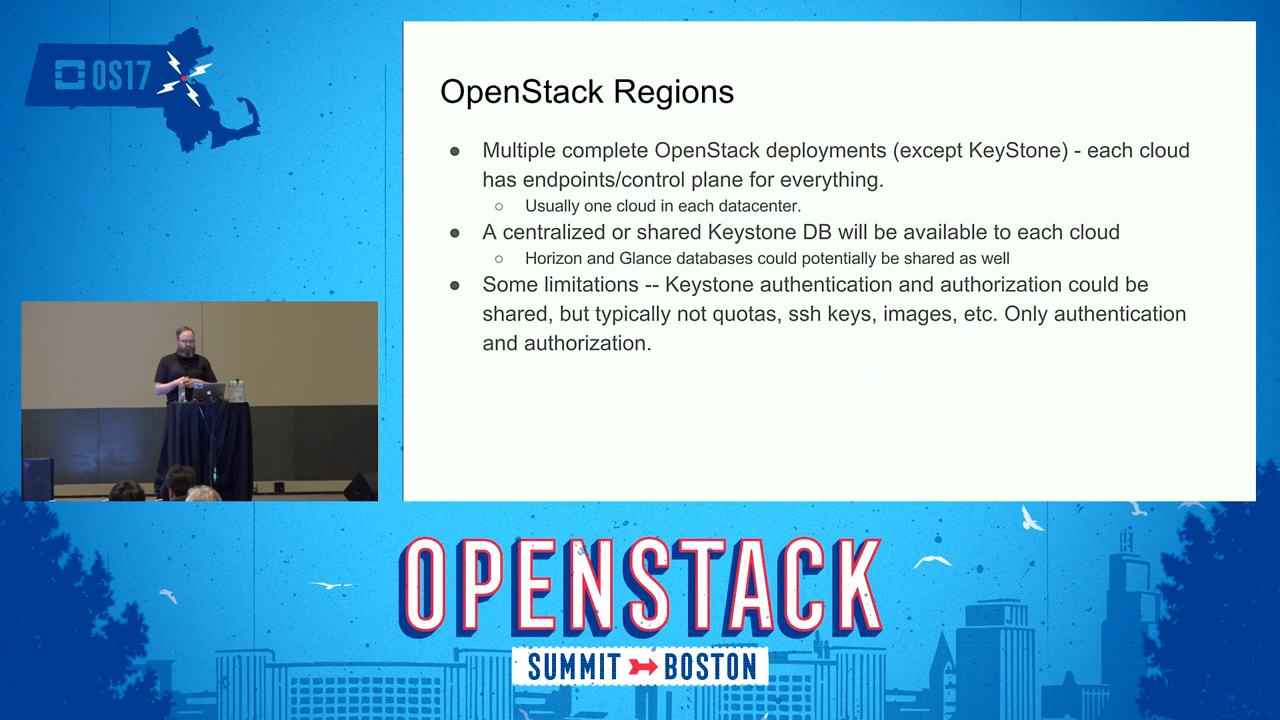 OS17
OpenStack Regions
● Multiple complete OpenStack deployments (except KeyStone) - each cloud
has endpoints/control plane for everything.
○ Usually one cloud in each datacenter.
● A centralized or shared Keystone DB will be available to each cloud
○ Horizon and Glance databases could potentially be shared as well
● Some limitations -- Keystone authentication and authorization could be
shared, but typically not quotas, ssh keys, images, etc. Only authentication
and authorization.
OPENSTACK
SUMMIT BOSTON